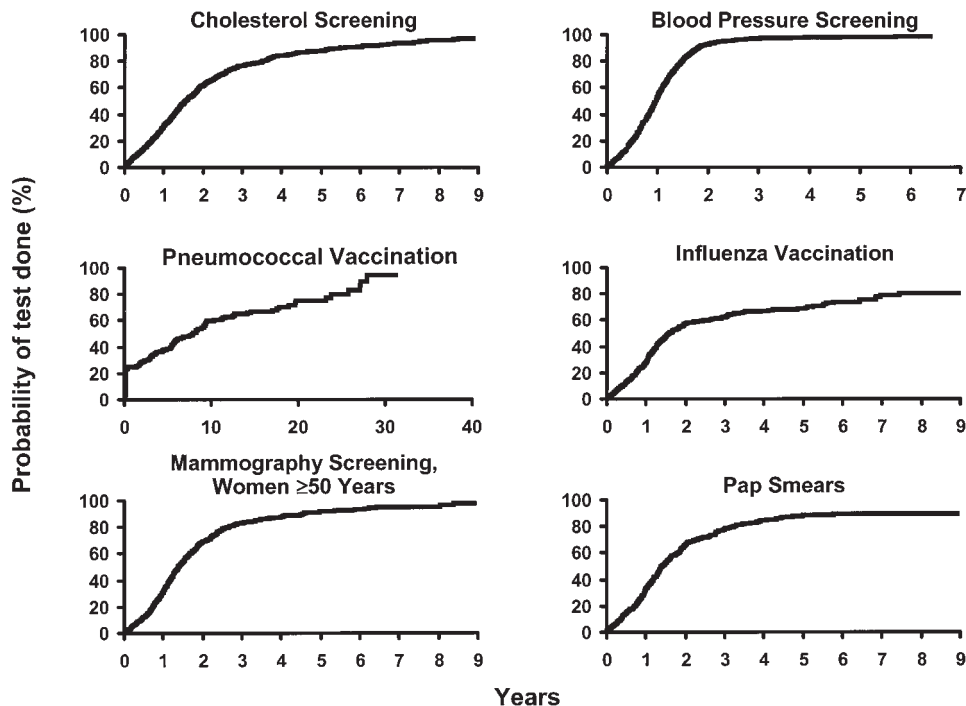 Probability of test done (%)
Cholesterol Screening
100
80
60
40
20
0
0 1 2 3 4 5 6 7 8 9
Blood Pressure Screening
100
80
60
40
20
0
0 1 2 3 4 5 6 7
Pneumococcal Vaccination
100
80
60
40
20
0
0 10 20 30 40
Influenza Vaccination
100
80
60
40
20
0
0 1 2 3 4 5 6 7 8 9
Mammography Screening,
Women ≥50 Years
100
80
60
40
20
0
0 1 2 3 4 5 6 7 8 9
Pap Smears
100
80
60
40
20
0
0 1 2 3 4 5 6 7 8 9
Years